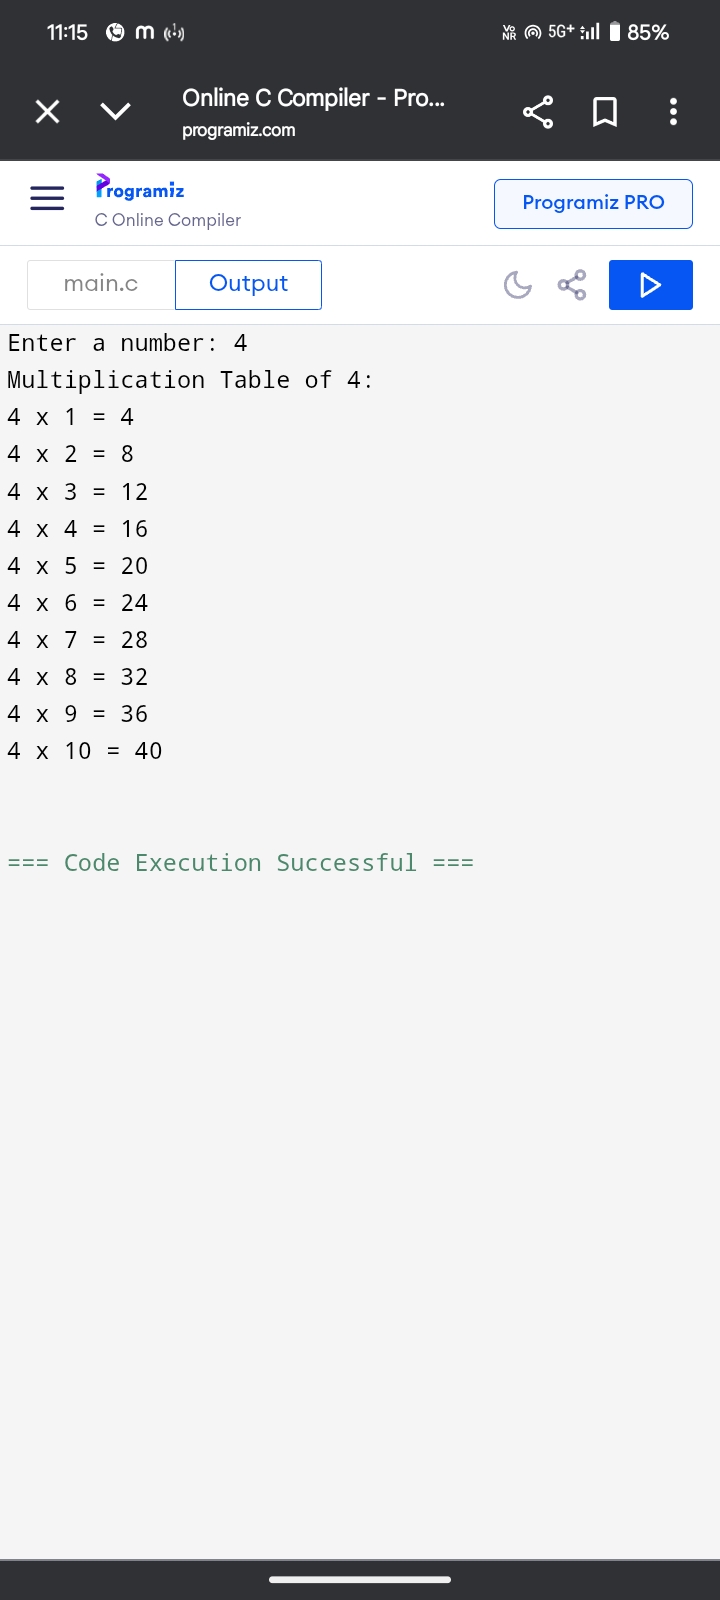 11:15 m Vo NR 5G+ 85%
Online C Compiler - Pro...
programiz.com
Programiz
C Online Compiler
Programiz PRO
main.c Output
Enter a number: 4
Multiplication Table of 4:
4 x 1 = 4
4 x 2 = 8
4 x 3 = 12
4 x 4 = 16
4 x 5 = 20
4 x 6 = 24
4 x 7 = 28
4 x 8 = 32
4 x 9 = 36
4 x 10 = 40
=== Code Execution Successful ===